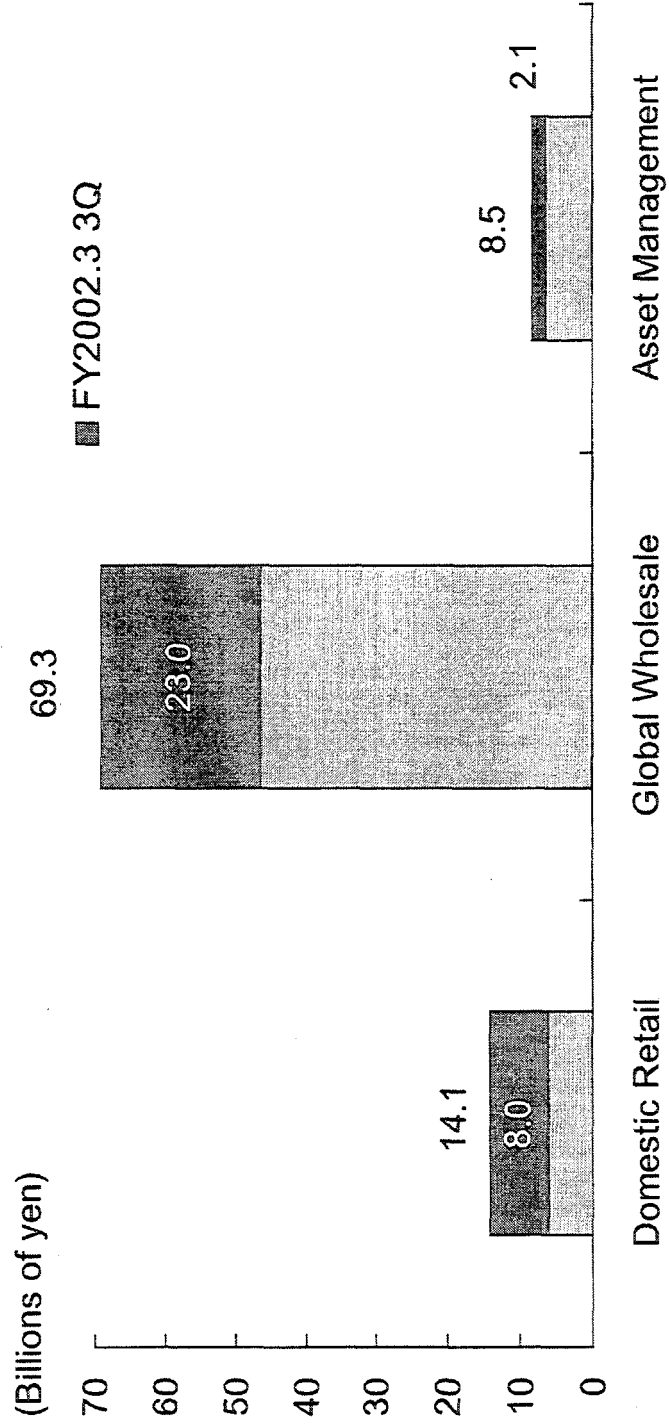 (Billions of yen)
FY2002.3 3Q
70
60
50
40
30
20
10
0
14.1
8.0
69.3
23.0
8.5
2.1
Domestic Retail
Global Wholesale
Asset Management